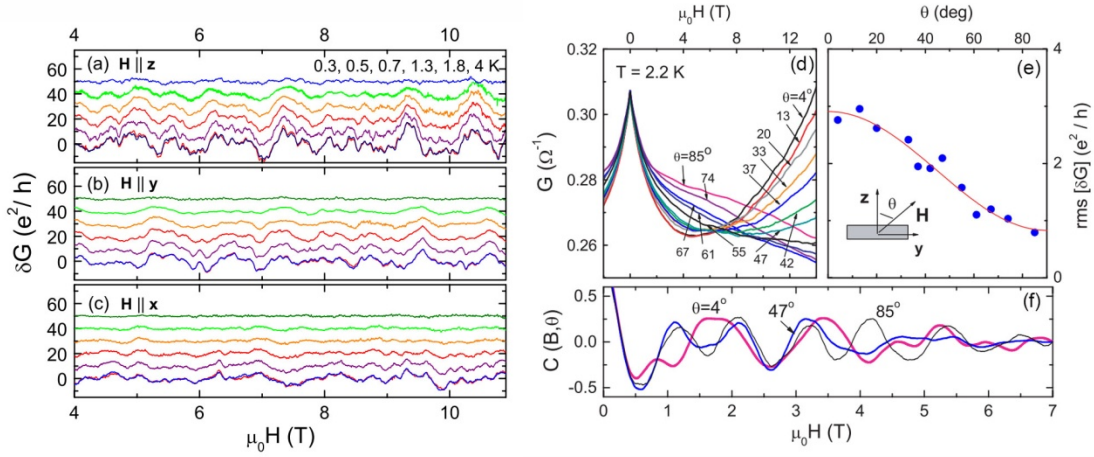 4 6 8 10
(a) H || z 0.3, 0.5, 0.7, 1.3, 1.8, 4 K
60
40
20
0
(b) H || y
60
40
20
0
(c) H || x
60
40
20
0
δG (e²/ h)
4 6 8 10
μ₀H (T)
μ₀H (T)
0 4 8 12
θ (deg)
0 20 40 60 80
0.32
0.30
0.28
0.26
G (Ω⁻¹)
T = 2.2 K
(d)
θ=4°
13
20
33
37
θ=85°
74
67 61 55 47 42
(e)
4
2
0
rms [δG] (e² / h)
z
θ
H
y
(f)
θ=4° 47° 85°
0.0
-0.5
C (B,θ)
0 1 2 3 4 5 6 7
μ₀H (T)